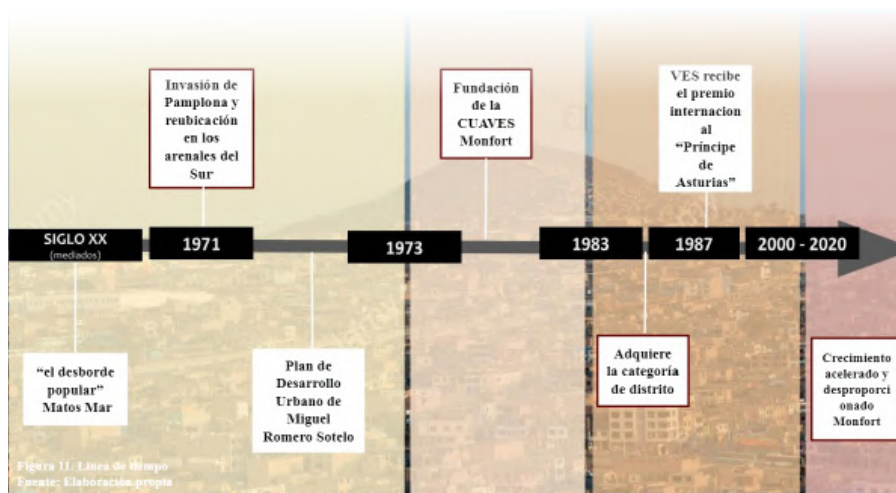 Invasión de
Pamplona y
reubicación
en los
arenales del
Sur
Fundación
de la
CUAVES
Monfort
VES recibe
el premio
internacion
al
“Príncipe
de
Asturias”
SIGLO XX
(mediados)
1971
1973
1983
1987
2000 - 2020
“el desborde
popular”
Matos Mar
Plan de
Desarrollo
Urbano de
Miguel
Romero Sotelo
Adquiere
la categoría
de distrito
Crecimiento
acelerado y
desproporci
onado
Monfort
Figura 11. Línea de tiempo
Fuente: Elaboración propia